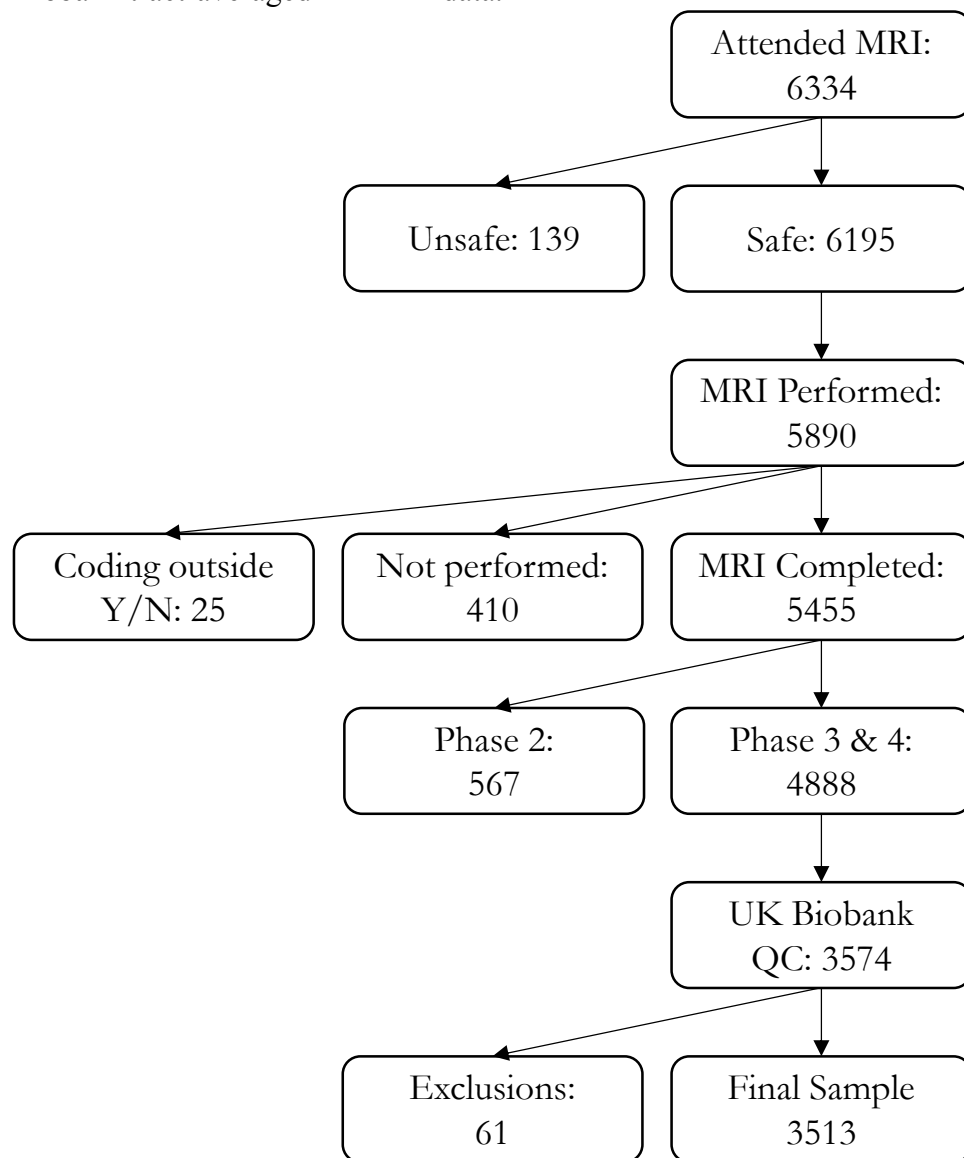 Attended MRI:
6334
Unsafe: 139
Safe: 6195
MRI Performed:
5890
Coding outside
Y/N: 25
Not performed:
410
MRI Completed:
5455
Phase 2:
567
Phase 3 & 4:
4888
UK Biobank
QC: 3574
Exclusions:
61
Final Sample
3513